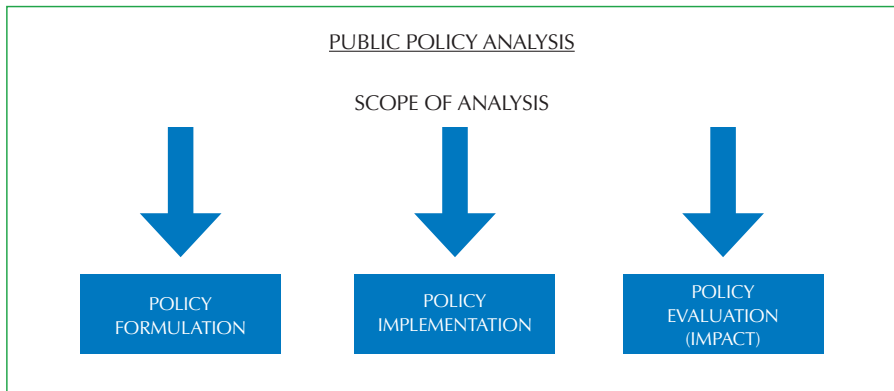 PUBLIC POLICY ANALYSIS
SCOPE OF ANALYSIS
POLICY
FORMULATION
POLICY
IMPLEMENTATION
POLICY
EVALUATION
(IMPACT)